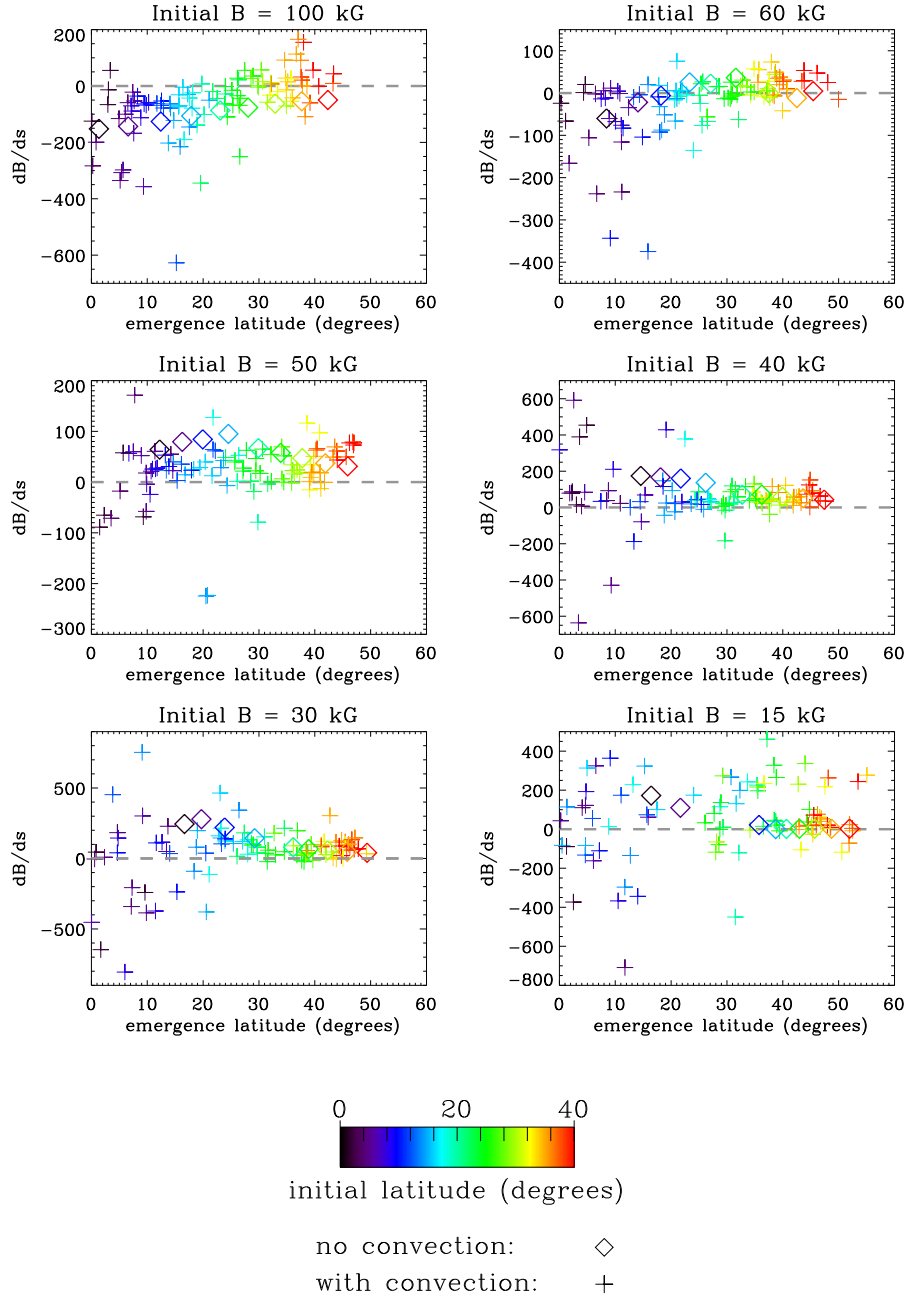 Initial B = 100 kG
Initial B = 60 kG
200
0
−200
−400
−600
dB/ds
100
0
−100
−200
−300
−400
dB/ds
0 10 20 30 40 50 60
emergence latitude (degrees)
0 10 20 30 40 50 60
emergence latitude (degrees)
Initial B = 50 kG
Initial B = 40 kG
200
100
0
−100
−200
−300
dB/ds
600
400
200
0
−200
−400
−600
dB/ds
0 10 20 30 40 50 60
emergence latitude (degrees)
0 10 20 30 40 50 60
emergence latitude (degrees)
Initial B = 30 kG
Initial B = 15 kG
500
0
−500
dB/ds
400
200
0
−200
−400
−600
−800
dB/ds
0 10 20 30 40 50 60
emergence latitude (degrees)
0 10 20 30 40 50 60
emergence latitude (degrees)
0 20 40
initial latitude (degrees)
no convection:
with convection: